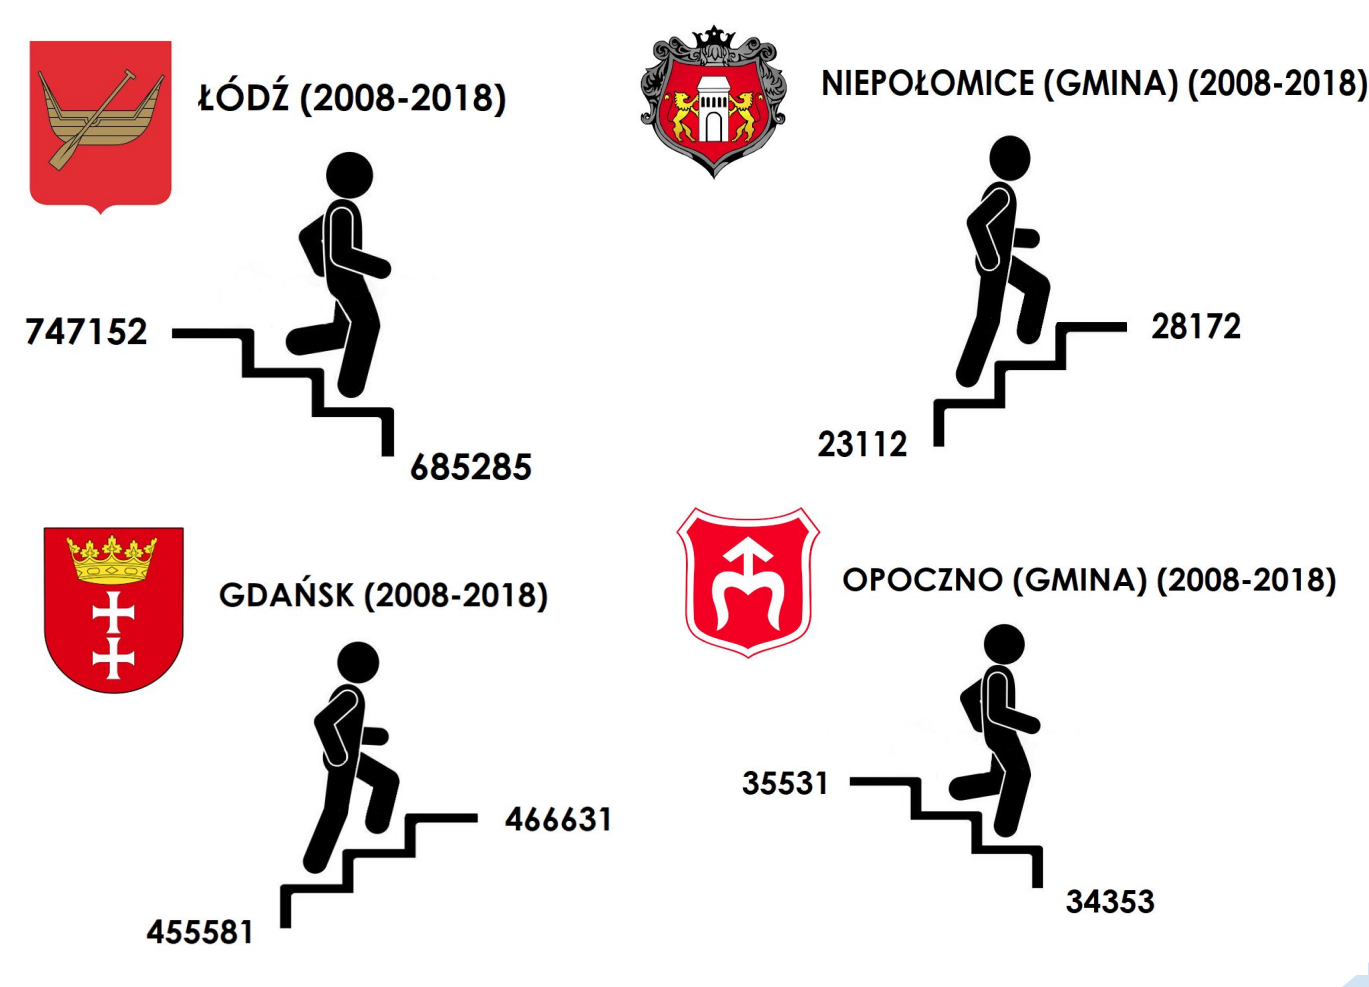 ŁÓDŹ (2008-2018)
747152
685285
NIEPOŁOMICE (GMINA) (2008-2018)
28172
23112
GDAŃSK (2008-2018)
466631
455581
OPOCZNO (GMINA) (2008-2018)
35531
34353